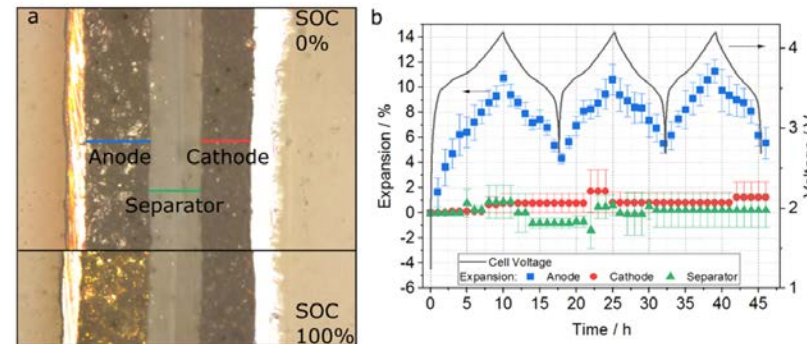 a
SOC
0%
Anode
Cathode
Separator
SOC
100%
b
Expansion / %
14
12
10
8
6
4
2
0
-2
-4
-6
0 5 10 15 20 25 30 35 40 45
Time / h
4
3
2
1
Cell Voltage
Expansion: Anode Cathode Separator